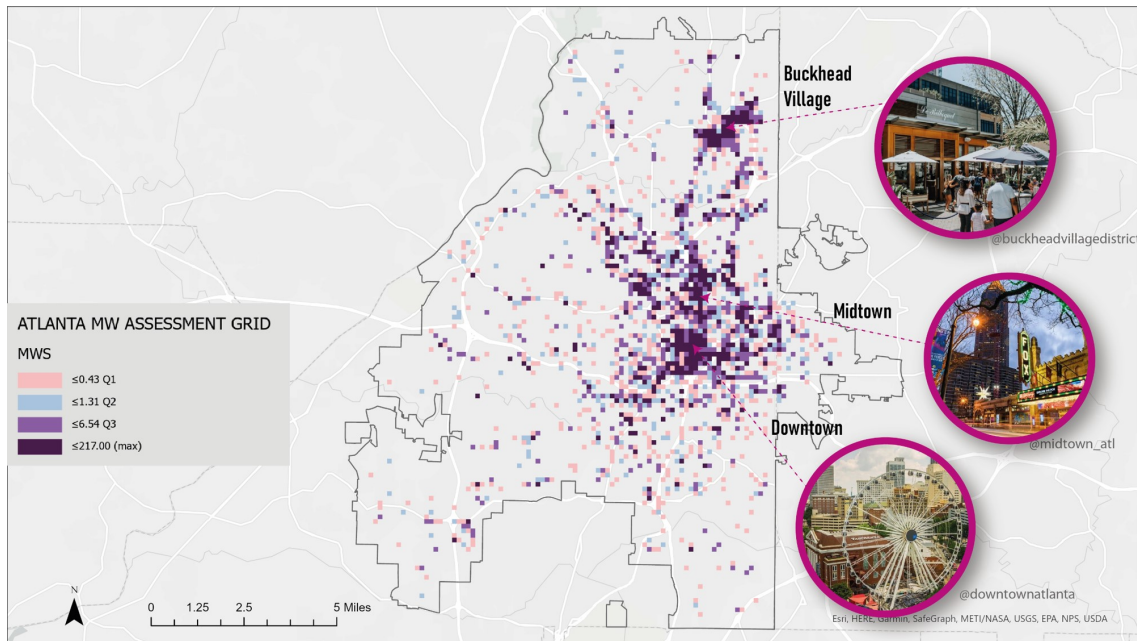 Buckhead
Village
@buckheadvillagedistrict
Midtown
@midtown_atl
FOX
Downtown
@downtownatlanta
ATLANTA MW ASSESSMENT GRID
MWS
≤0.43 Q1
≤1.31 Q2
≤6.54 Q3
≤217.00 (max)
N
0 1.25 2.5 5 Miles
Esri, HERE, Garmin, SafeGraph, METI/NASA, USGS, EPA, NPS, USDA